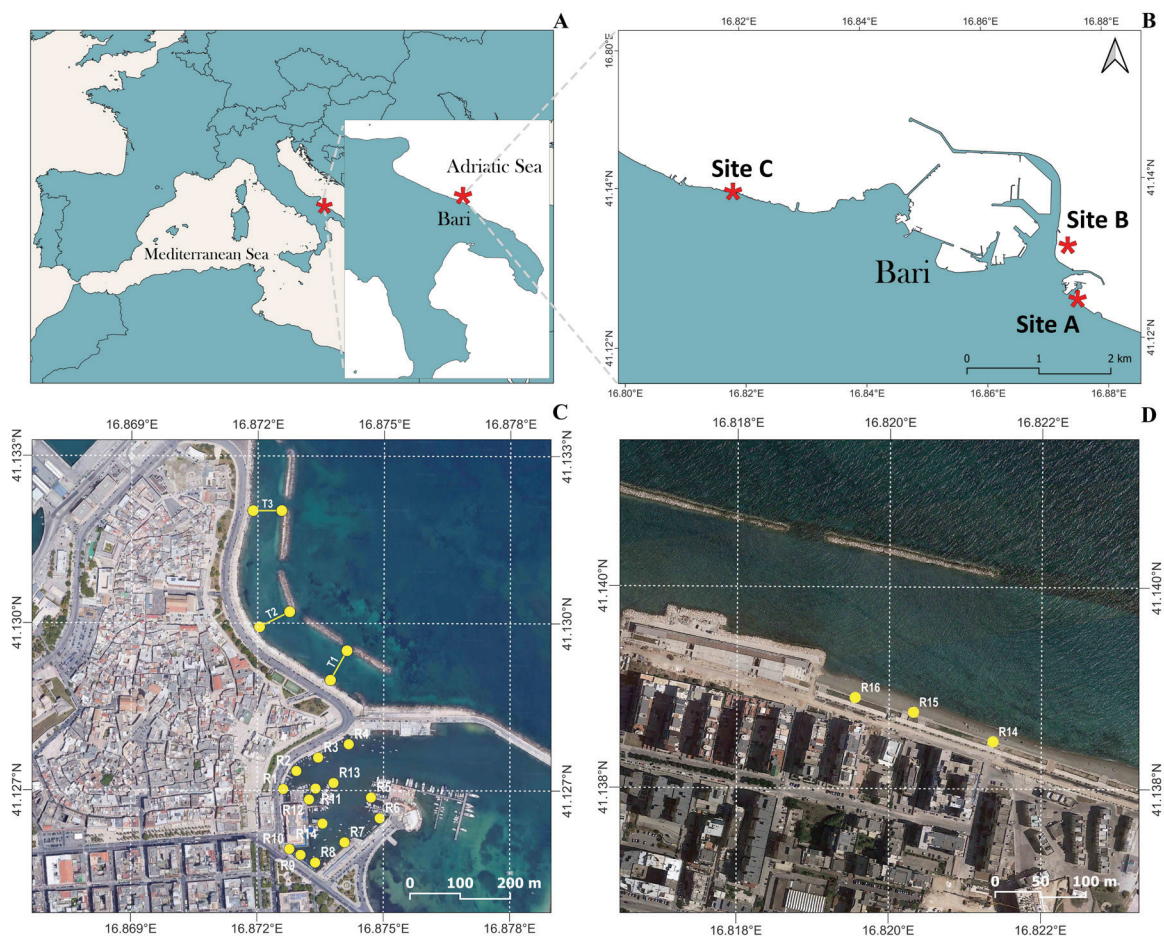 A
Adriatic Sea
Bari
Mediterranean Sea
B
16.82°E
16.84°E
16.86°E
16.88°E
16.80°E
41.14°N
41.14°N
Site C
Site B
Bari
Site A
41.12°N
41.12°N
0 1 2 km
16.80°E
16.82°E
16.84°E
16.86°E
16.88°E
C
16.869°E
16.872°E
16.875°E
16.878°E
41.133°N
41.133°N
T3
41.130°N
41.130°N
T2
T1
R4
R3
R2
R13
R1
R5
41.127°N
41.127°N
R11
R12
R6
R14
R10
R7
R8
R9
0 100 200 m
16.869°E
16.872°E
16.875°E
16.878°E
D
16.818°E
16.820°E
16.822°E
41.140°N
41.140°N
R16
R15
R14
41.138°N
41.138°N
0 50 100 m
16.818°E
16.820°E
16.822°E